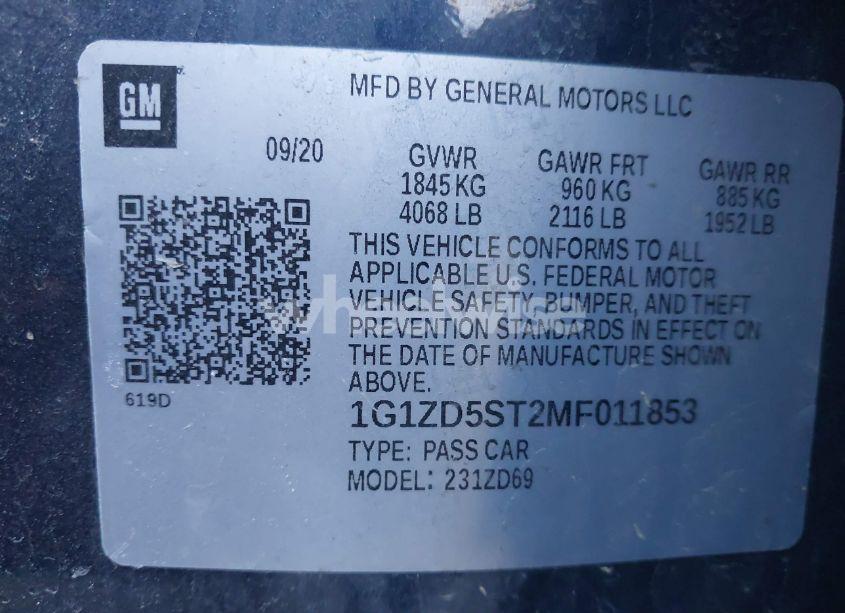 GM
MFD BY GENERAL MOTORS LLC
09/20 GVWR GAWR FRT GAWR RR
1845 KG 960 KG 885 KG
4068 LB 2116 LB 1952 LB
THIS VEHICLE CONFORMS TO ALL
APPLICABLE U.S. FEDERAL MOTOR
VEHICLE SAFETY, BUMPER, AND THEFT
PREVENTION STANDARDS IN EFFECT ON
THE DATE OF MANUFACTURE SHOWN
ABOVE.
619D
1G1ZD5ST2MF011853
TYPE: PASS CAR
MODEL: 231ZD69
wheelwise